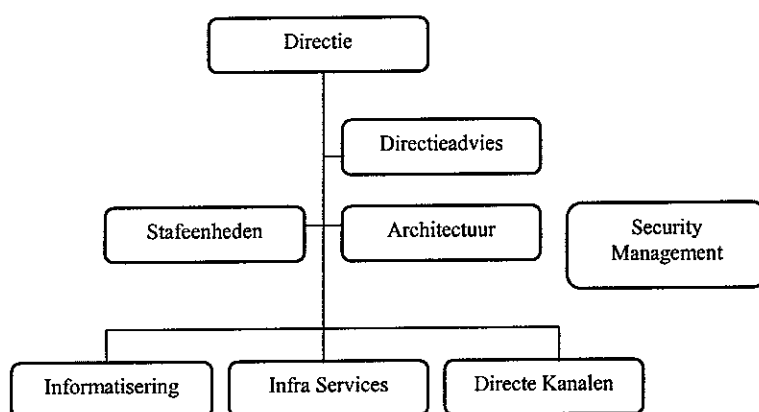 Directie
Directieadvies
Stafeenheden
Architectuur
Security
Management
Informatisering
Infra Services
Directe Kanalen